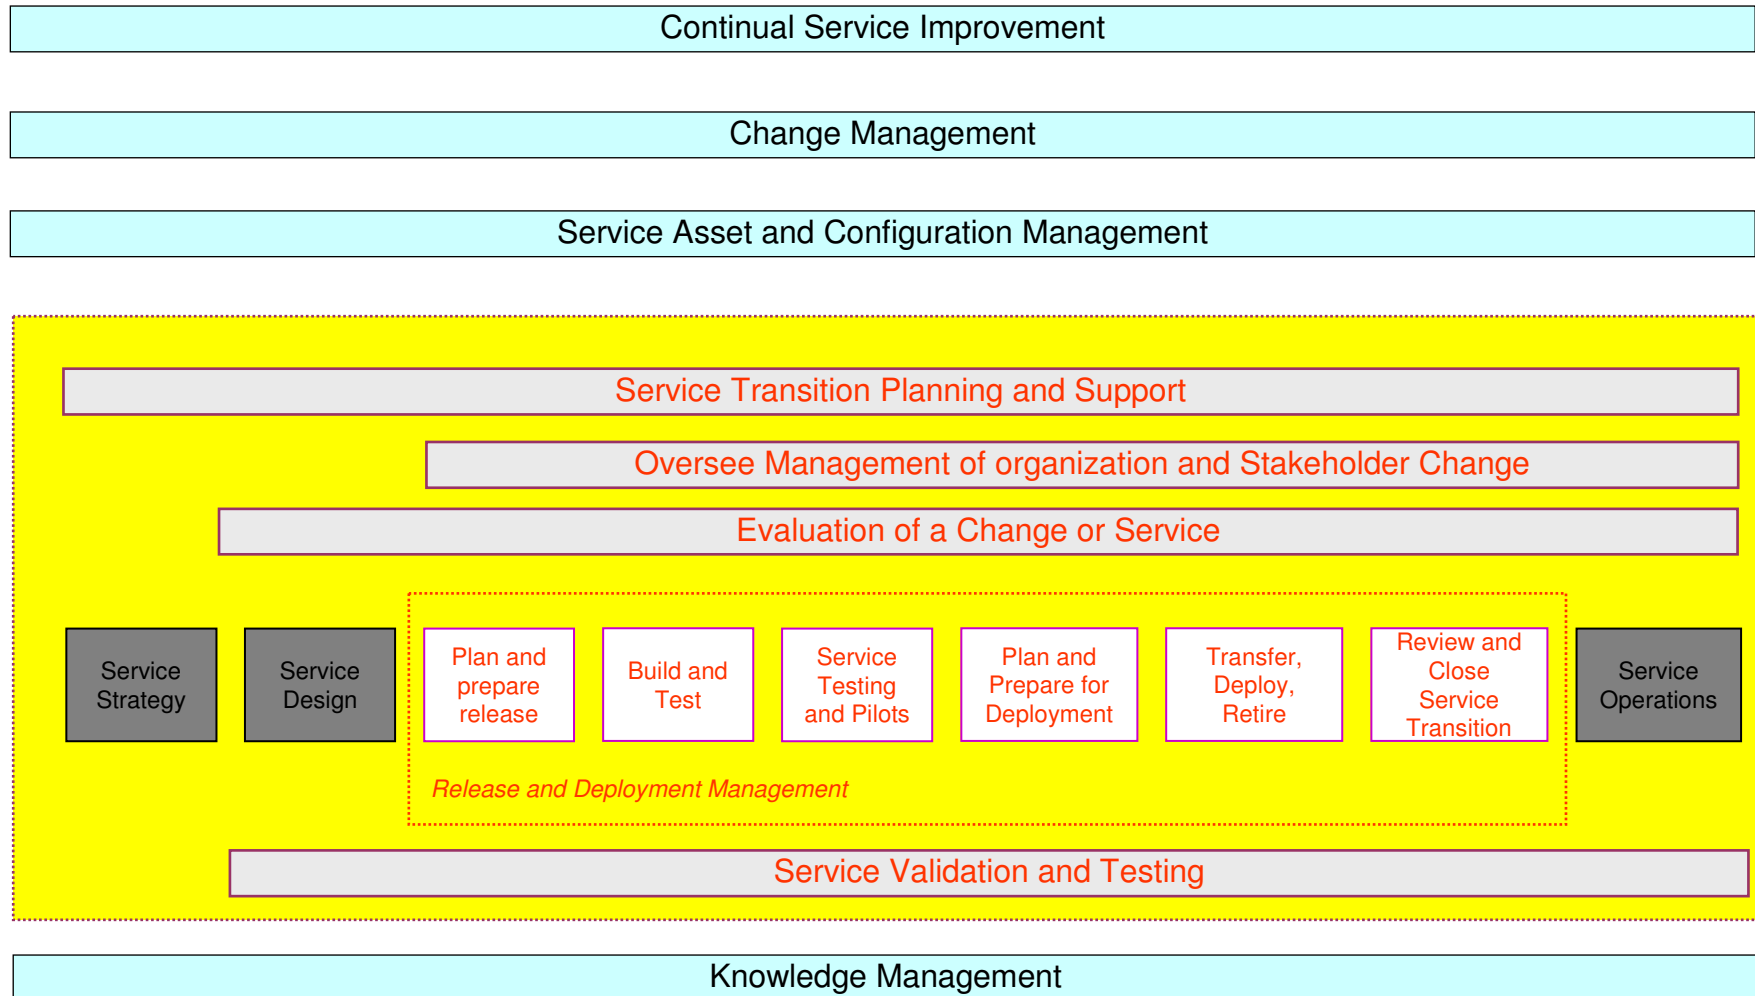 Continual Service Improvement
Change Management
Service Asset and Configuration Management
Service Transition Planning and Support
Oversee Management of organization and Stakeholder Change
Evaluation of a Change or Service
Service
Strategy
Service
Design
Plan and
prepare
release
Build and
Test
Service
Testing
and Pilots
Plan and
Prepare for
Deployment
Transfer,
Deploy,
Retire
Review and
Close
Service
Transition
Service
Operations
Release and Deployment Management
Service Validation and Testing
Knowledge Management